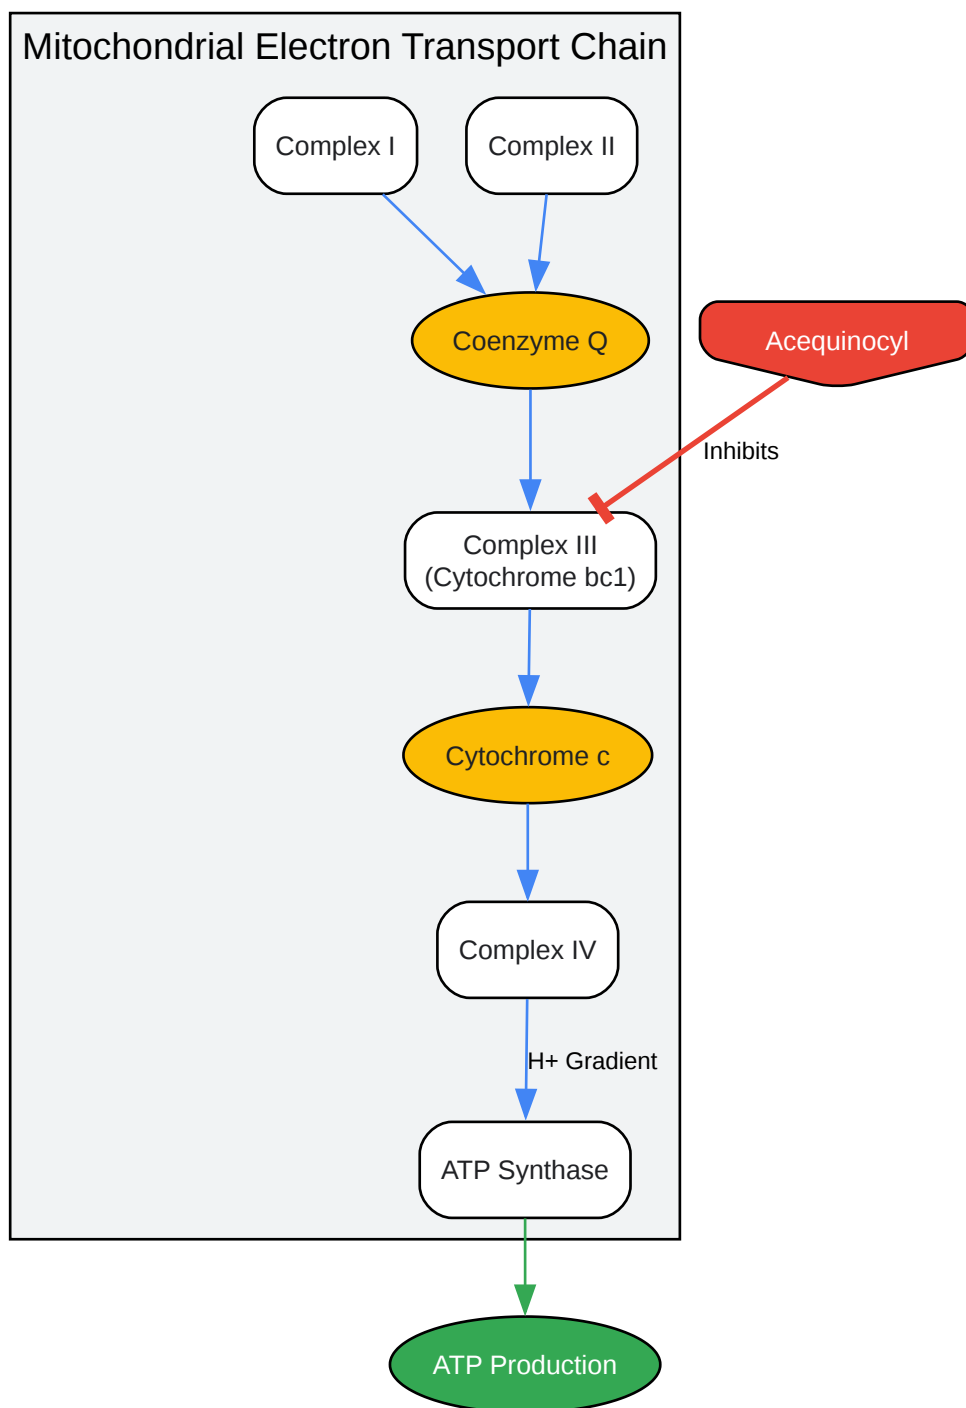 Mitochondrial Electron Transport Chain
Complex I
Complex II
Coenzyme Q
Acequinocyl
Inhibits
Complex III
(Cytochrome bc1)
Cytochrome c
Complex IV
H+ Gradient
ATP Synthase
ATP Production